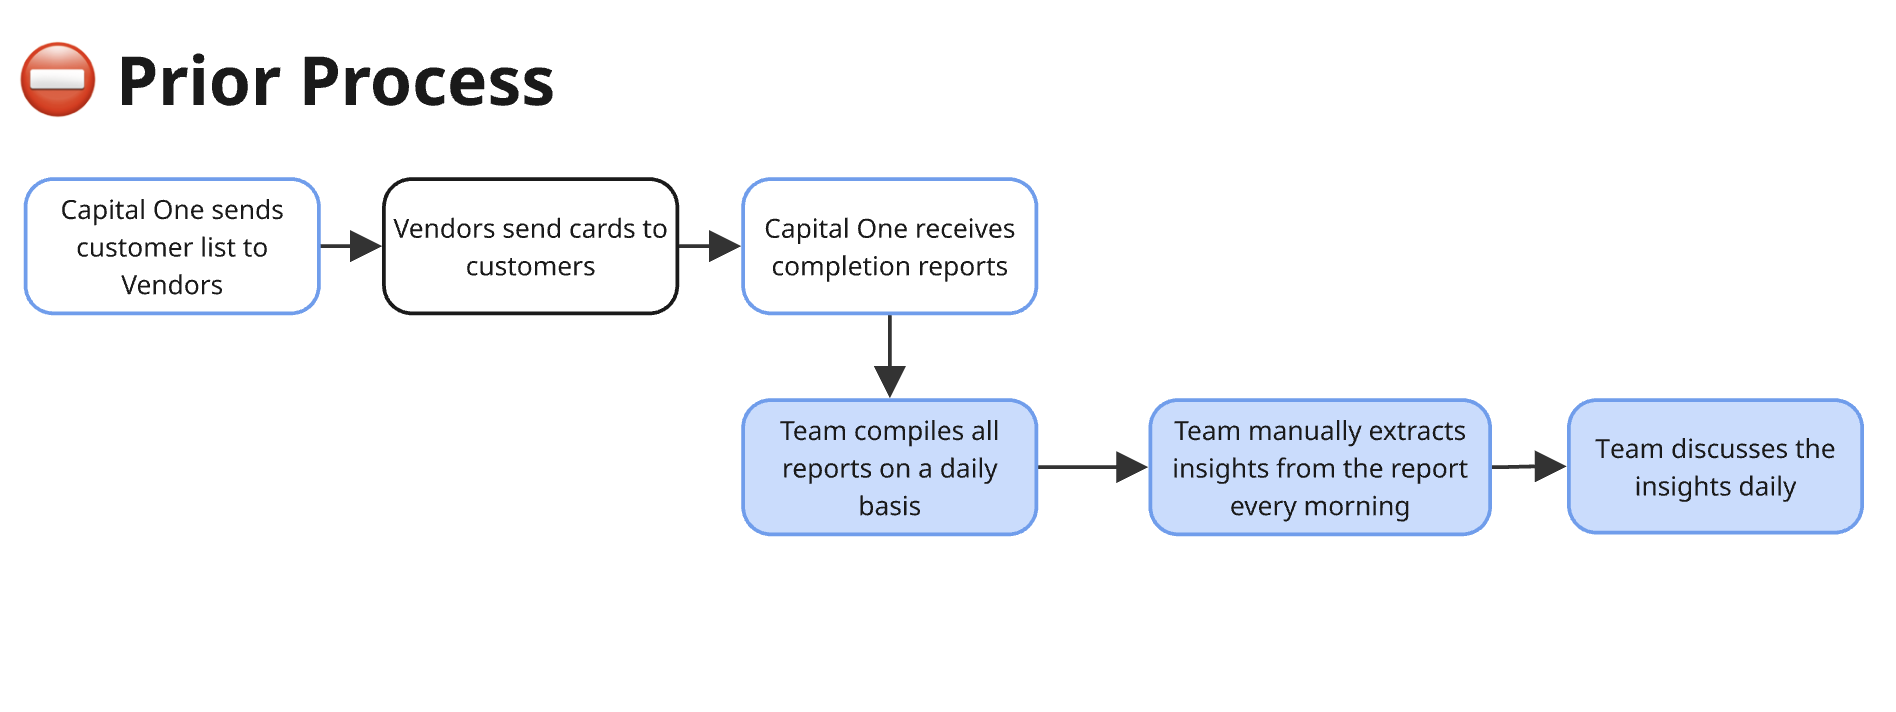 Prior Process
Capital One sends
customer list to
Vendors
Vendors send cards to
customers
Capital One receives
completion reports
Team compiles all
reports on a daily
basis
Team manually extracts
insights from the report
every morning
Team discusses the
insights daily